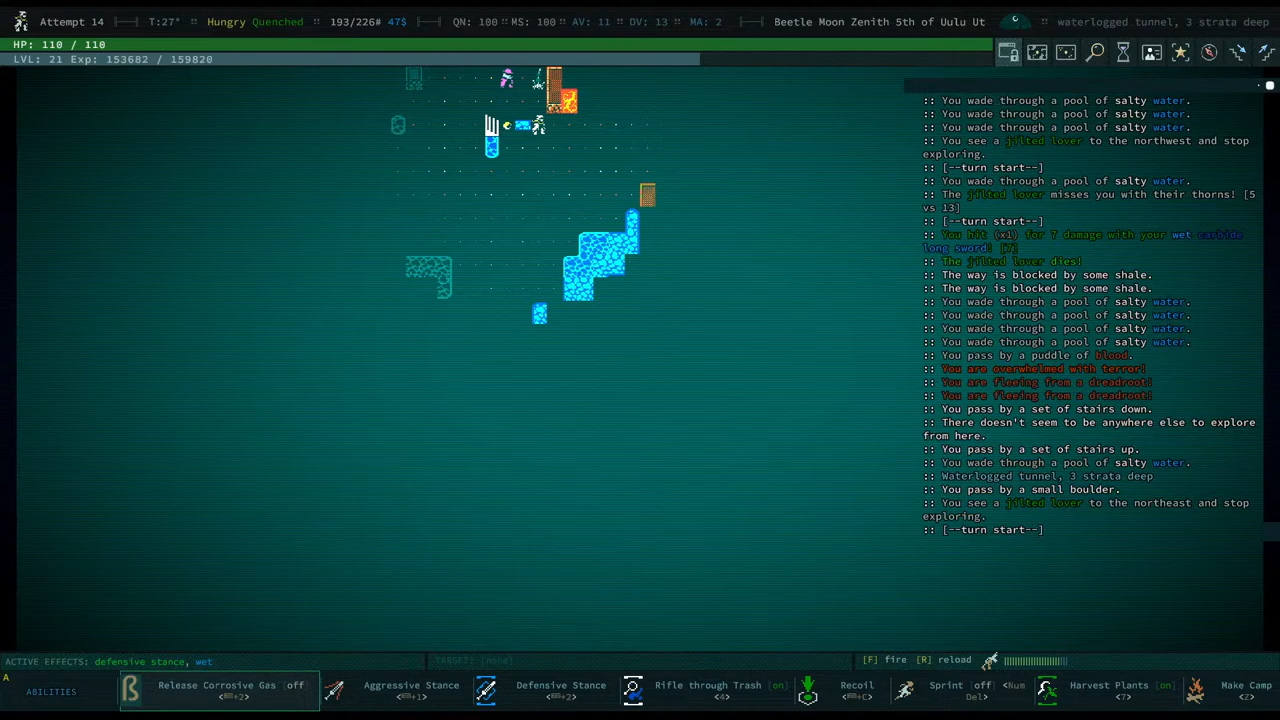 Attempt 14 T:27° :: Hungry Quenched :: 193/226# 47$ QN: 100 :: MS: 100 :: AV: 11 :: DV: 13 :: MA: 2 Beetle Moon Zenith 5th of Uulu Ut :: waterlogged tunnel, 3 strata deep
HP: 110 / 110
LVL: 21 Exp: 153682 / 159820
:: You wade through a pool of salty water.
:: You wade through a pool of salty water.
:: You wade through a pool of salty water.
:: You see a jilted lover to the northwest and stop
exploring.
:: [--turn start--]
:: You wade through a pool of salty water.
:: The jilted lover misses you with their thorns! [5
vs 13]
:: [--turn start--]
:: You hit (x1) for 7 damage with your wet carbide
long sword! [7]
:: The jilted lover dies!
:: The way is blocked by some shale.
:: The way is blocked by some shale.
:: You wade through a pool of salty water.
:: You wade through a pool of salty water.
:: You wade through a pool of salty water.
:: You wade through a pool of salty water.
:: You pass by a puddle of blood.
:: You are overwhelmed with terror!
:: You are fleeing from a dreadroot!
:: You are fleeing from a dreadroot!
:: You pass by a set of stairs down.
:: There doesn't seem to be anywhere else to explore
from here.
:: You pass by a set of stairs up.
:: You wade through a pool of salty water.
:: Waterlogged tunnel, 3 strata deep
:: You pass by a small boulder.
:: You see a jilted lover to the northeast and stop
exploring.
:: [--turn start--]
ACTIVE EFFECTS: defensive stance, wet TARGET: [none] [F] fire [R] reload
A
ABILITIES
Release Corrosive Gas [off]
<+2>
Aggressive Stance
<+1>
Defensive Stance
<+2>
Rifle through Trash [on]
<4>
Recoil
<+C>
Sprint [off] <Num
Del>
Harvest Plants [on]
<7>
Make Camp
<Z>